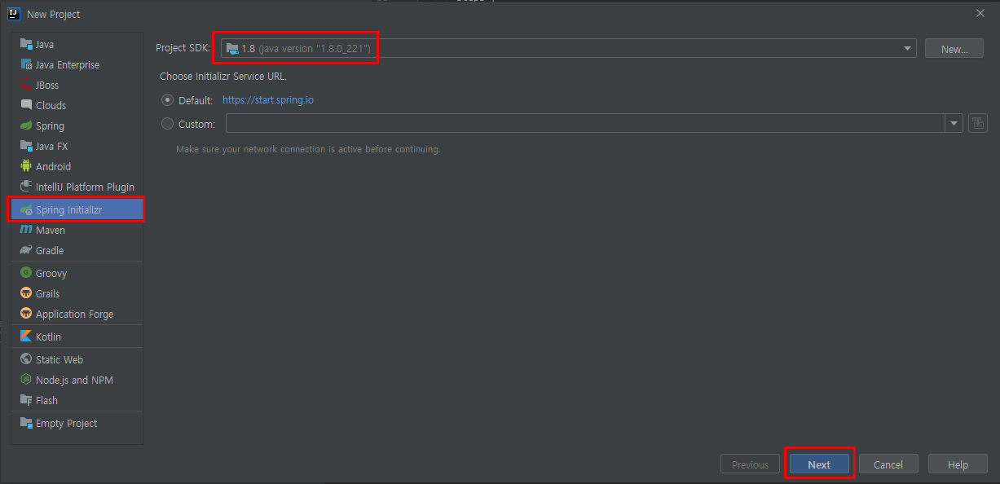 New Project
Java
Java Enterprise
JBoss
Clouds
Spring
Java FX
Android
IntelliJ Platform Plugin
Spring Initializr
Maven
Gradle
Groovy
Grails
Application Forge
Kotlin
Static Web
Node.js and NPM
Flash
Empty Project
Project SDK: 1.8 (java version "1.8.0_221") New...
Choose Initializr Service URL.
Default: https://start.spring.io
Custom:
Make sure your network connection is active before continuing.
Previous Next Cancel Help